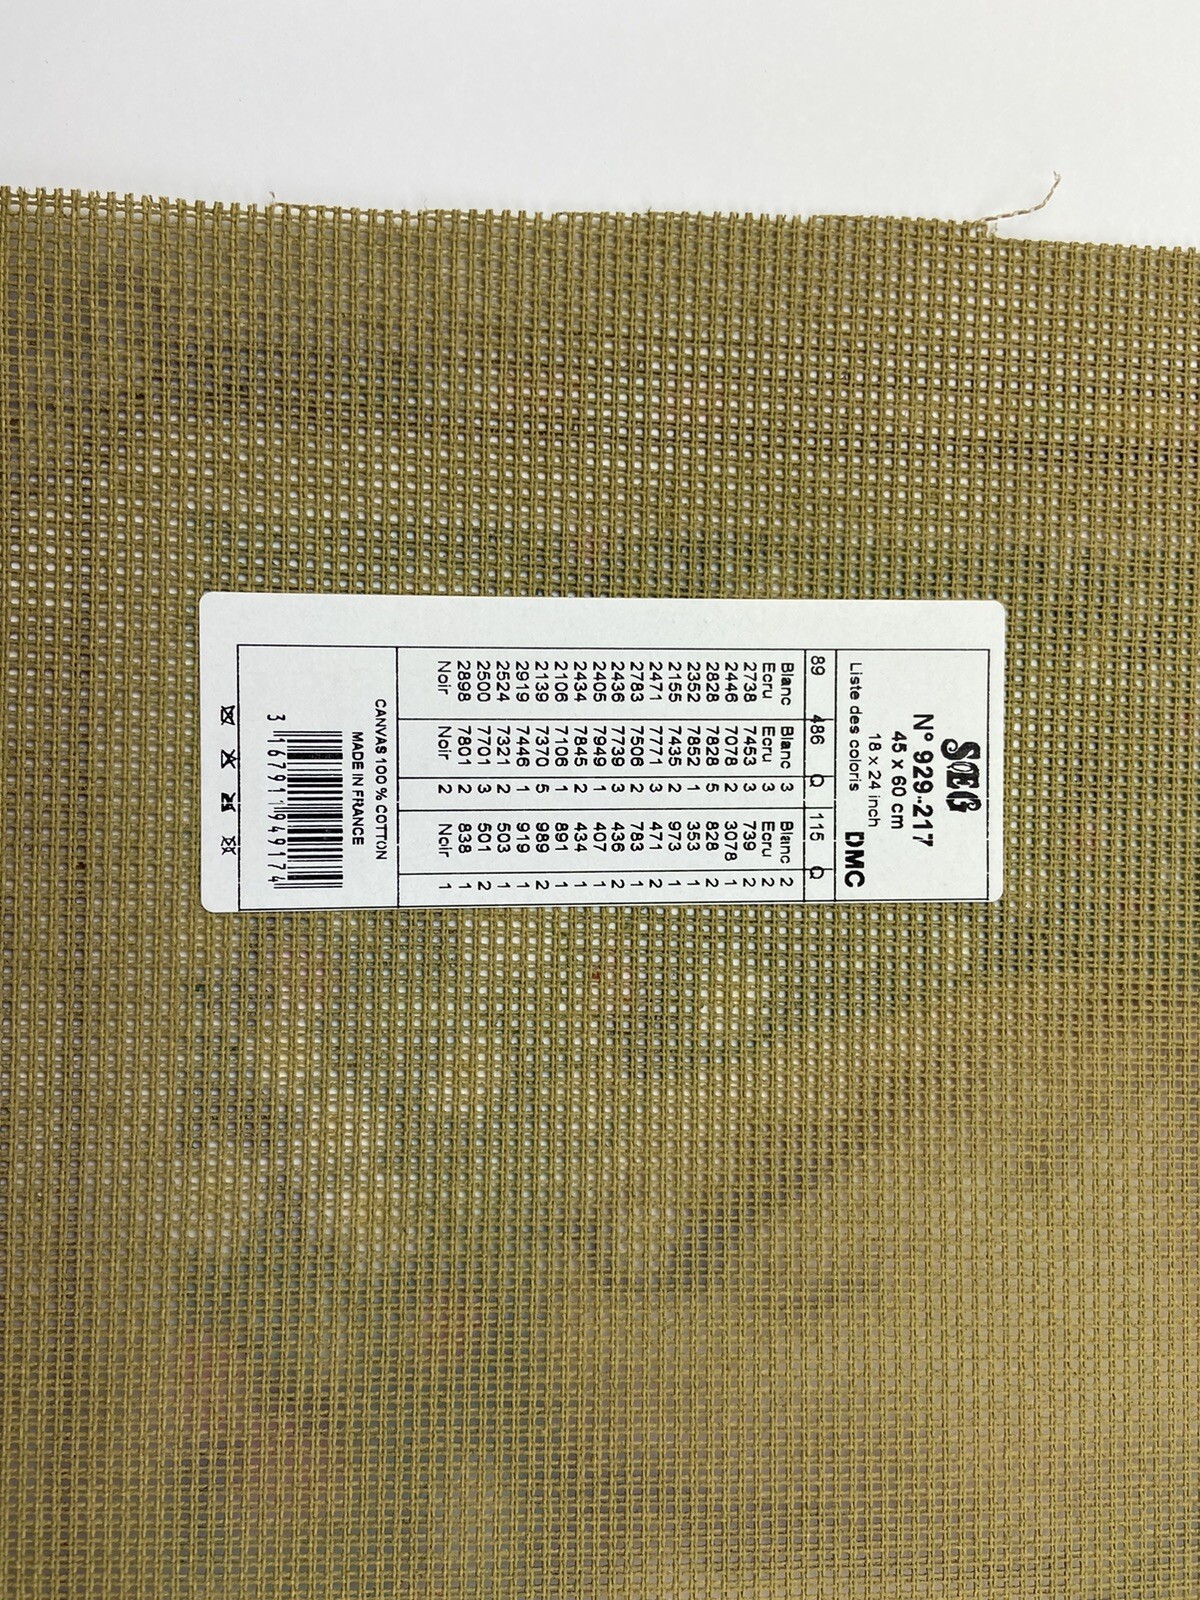 SEG
N° 929-217
45 x 60 cm
18 x 24 inch
Liste des coloris DMC
89 486 Q 115 Q
Blanc Blanc 3 Blanc 2
Ecru Ecru 3 Ecru 2
2738 7453 3 739 2
2446 7078 2 3078 1
2828 7828 5 828 2
2352 7852 1 353 1
2155 7435 2 973 1
2471 7771 3 471 2
2783 7506 2 783 1
2436 7739 3 436 2
2405 7849 1 407 1
2434 7845 2 434 1
2106 7106 1 891 1
2139 7370 5 989 2
2919 7446 1 919 1
2524 7321 2 503 1
2500 7701 3 501 2
2898 7801 2 838 1
Noir Noir 2 Noir 1
CANVAS 100 % COTTON
MADE IN FRANCE
3 167911 949174